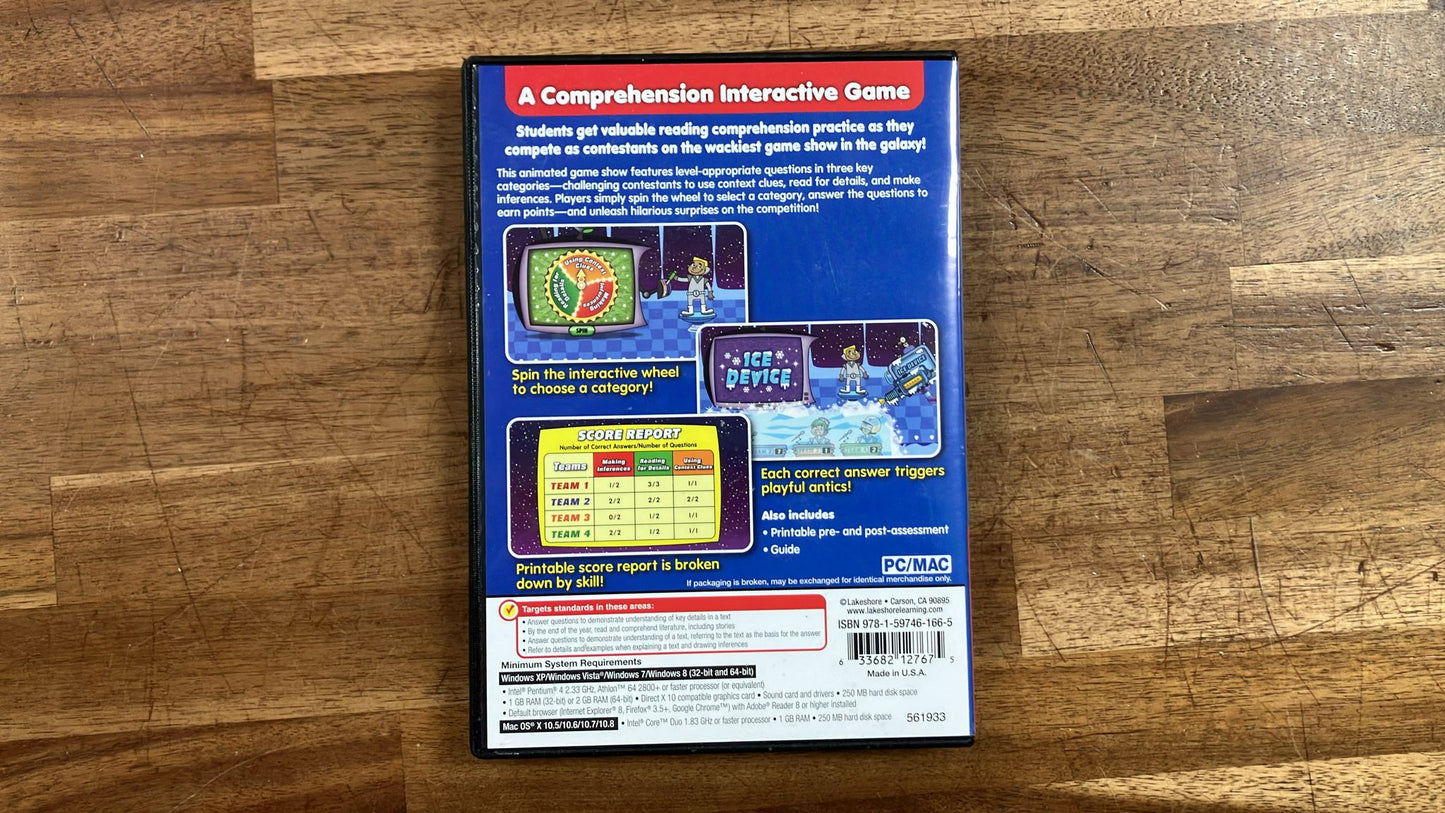 A Comprehension Interactive Game
Students get valuable reading comprehension practice as they
compete as contestants on the wackiest game show in the galaxy!
This animated game show features level-appropriate questions in three key
categories—challenging contestants to use context clues, read for details, and make
inferences. Players simply spin the wheel to select a category, answer the questions to
earn points—and unleash hilarious surprises on the competition!
Using Context
Clues
Reading for
Details
Making
Inferences
SPIN
Spin the interactive wheel
to choose a category!
ICE
DEVICE
ICE DEVICE
Each correct answer triggers
playful antics!
SCORE REPORT
Number of Correct Answers/Number of Questions
Teams Making Inferences Reading for Details Using Context Clues
TEAM 1 1/2 3/3 1/1
TEAM 2 2/2 2/2 2/2
TEAM 3 0/2 1/2 1/1
TEAM 4 2/2 1/2 1/1
Printable score report is broken
down by skill!
Also includes
• Printable pre- and post-assessment
• Guide
PC/MAC
If packaging is broken, may be exchanged for identical merchandise only.
Targets standards in these areas:
• Answer questions to demonstrate understanding of key details in a text
• By the end of the year, read and comprehend literature, including stories
• Answer questions to demonstrate understanding of a text, referring to the text as the basis for the answer
• Refer to details and examples when explaining a text and drawing inferences
©Lakeshore • Carson, CA 90895
www.lakeshorelearning.com
ISBN 978-1-59746-166-5
6 33682 12767 5
Made in U.S.A.
Minimum System Requirements
Windows XP/Windows Vista®/Windows 7/Windows 8 (32-bit and 64-bit)
• Intel® Pentium® 4 2.33 GHz, Athlon™ 64 2800+ or faster processor (or equivalent)
• 1 GB RAM (32-bit) or 2 GB RAM (64-bit) • Direct X 10 compatible graphics card • Sound card and drivers • 250 MB hard disk space
• Default browser (Internet Explorer® 8, Firefox® 3.5+, Google Chrome™) with Adobe® Reader 8 or higher installed
Mac OS® X 10.5/10.6/10.7/10.8 • Intel® Core™ Duo 1.83 GHz or faster processor • 1 GB RAM • 250 MB hard disk space
561933